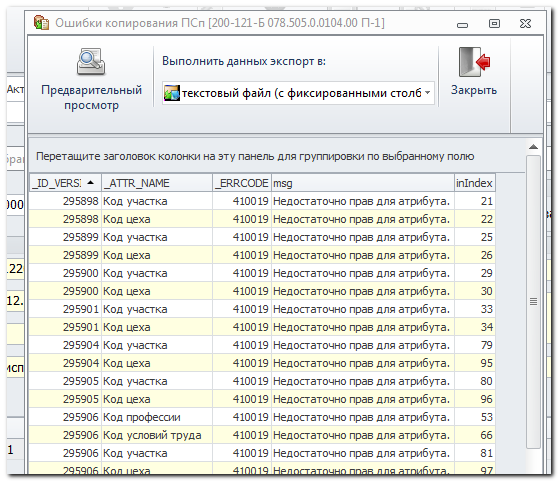 Ошибки копирования ПСп [200-121-Б 078.505.0.0104.00 П-1]
Предварительный
просмотр
Выполнить данных экспорт в:
текстовый файл (с фиксированными столб
Закрыть
Перетащите заголовок колонки на эту панель для группировки по выбранному полю
_ID_VERSI _ATTR_NAME _ERRCODE msg inIndex
295898 Код участка 410019 Недостаточно прав для атрибута. 21
295898 Код цеха 410019 Недостаточно прав для атрибута. 22
295899 Код участка 410019 Недостаточно прав для атрибута. 25
295899 Код цеха 410019 Недостаточно прав для атрибута. 26
295900 Код участка 410019 Недостаточно прав для атрибута. 29
295900 Код цеха 410019 Недостаточно прав для атрибута. 30
295901 Код участка 410019 Недостаточно прав для атрибута. 33
295901 Код цеха 410019 Недостаточно прав для атрибута. 34
295904 Код участка 410019 Недостаточно прав для атрибута. 79
295904 Код цеха 410019 Недостаточно прав для атрибута. 95
295905 Код участка 410019 Недостаточно прав для атрибута. 80
295905 Код цеха 410019 Недостаточно прав для атрибута. 96
295906 Код профессии 410019 Недостаточно прав для атрибута. 53
295906 Код условий труда 410019 Недостаточно прав для атрибута. 66
295906 Код участка 410019 Недостаточно прав для атрибута. 81
295906 Код цеха 410019 Недостаточно прав для атрибута. 97